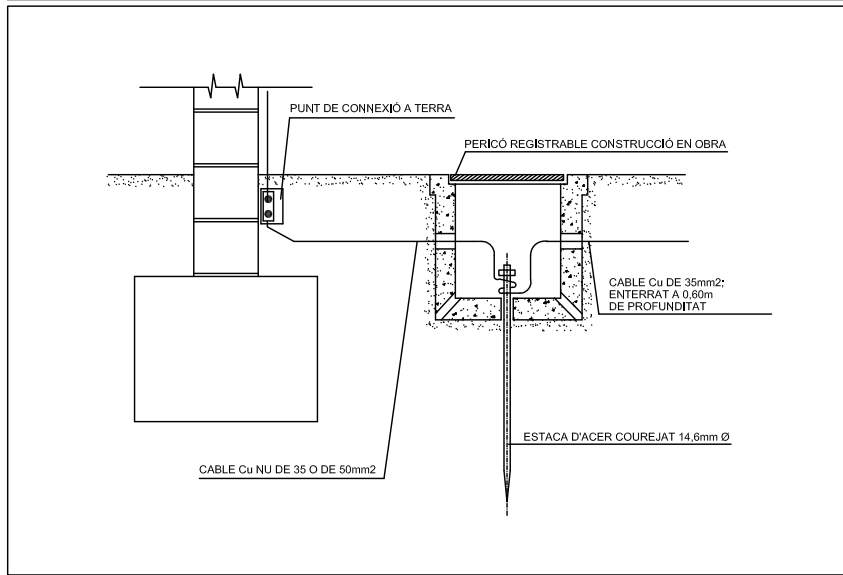 PUNT DE CONNEXIÓ A TERRA
PERICÓ REGISTRABLE CONSTRUCCIÓ EN OBRA
CABLE Cu DE 35mm2;
ENTERRAT A 0,60m
DE PROFUNDITAT
ESTACA D'ACER COUREJAT 14,6mm Ø
CABLE Cu NU DE 35 O DE 50mm2